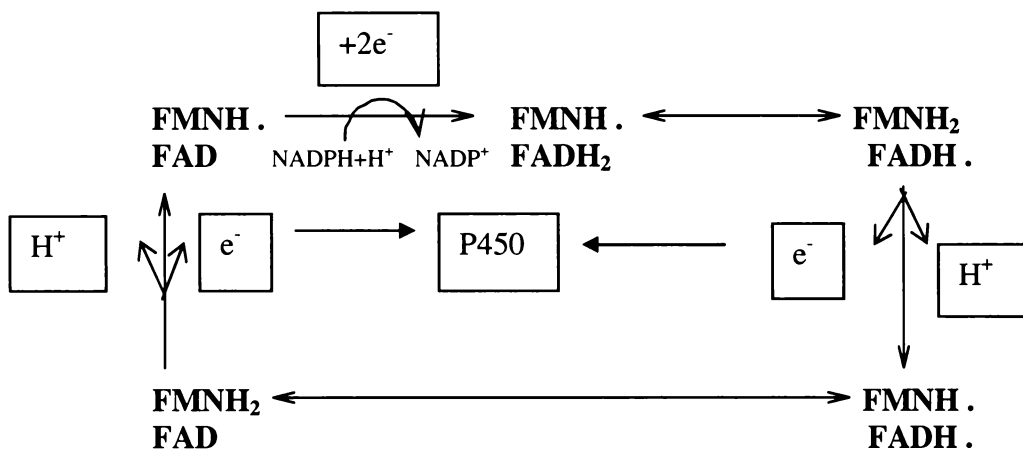 +2e⁻
FMNH . FMNH . FMNH₂
FAD NADPH+H⁺ NADP⁺ FADH₂ FADH .
H⁺ e⁻ P450 e⁻ H⁺
FMNH₂ FMNH .
FAD FADH .